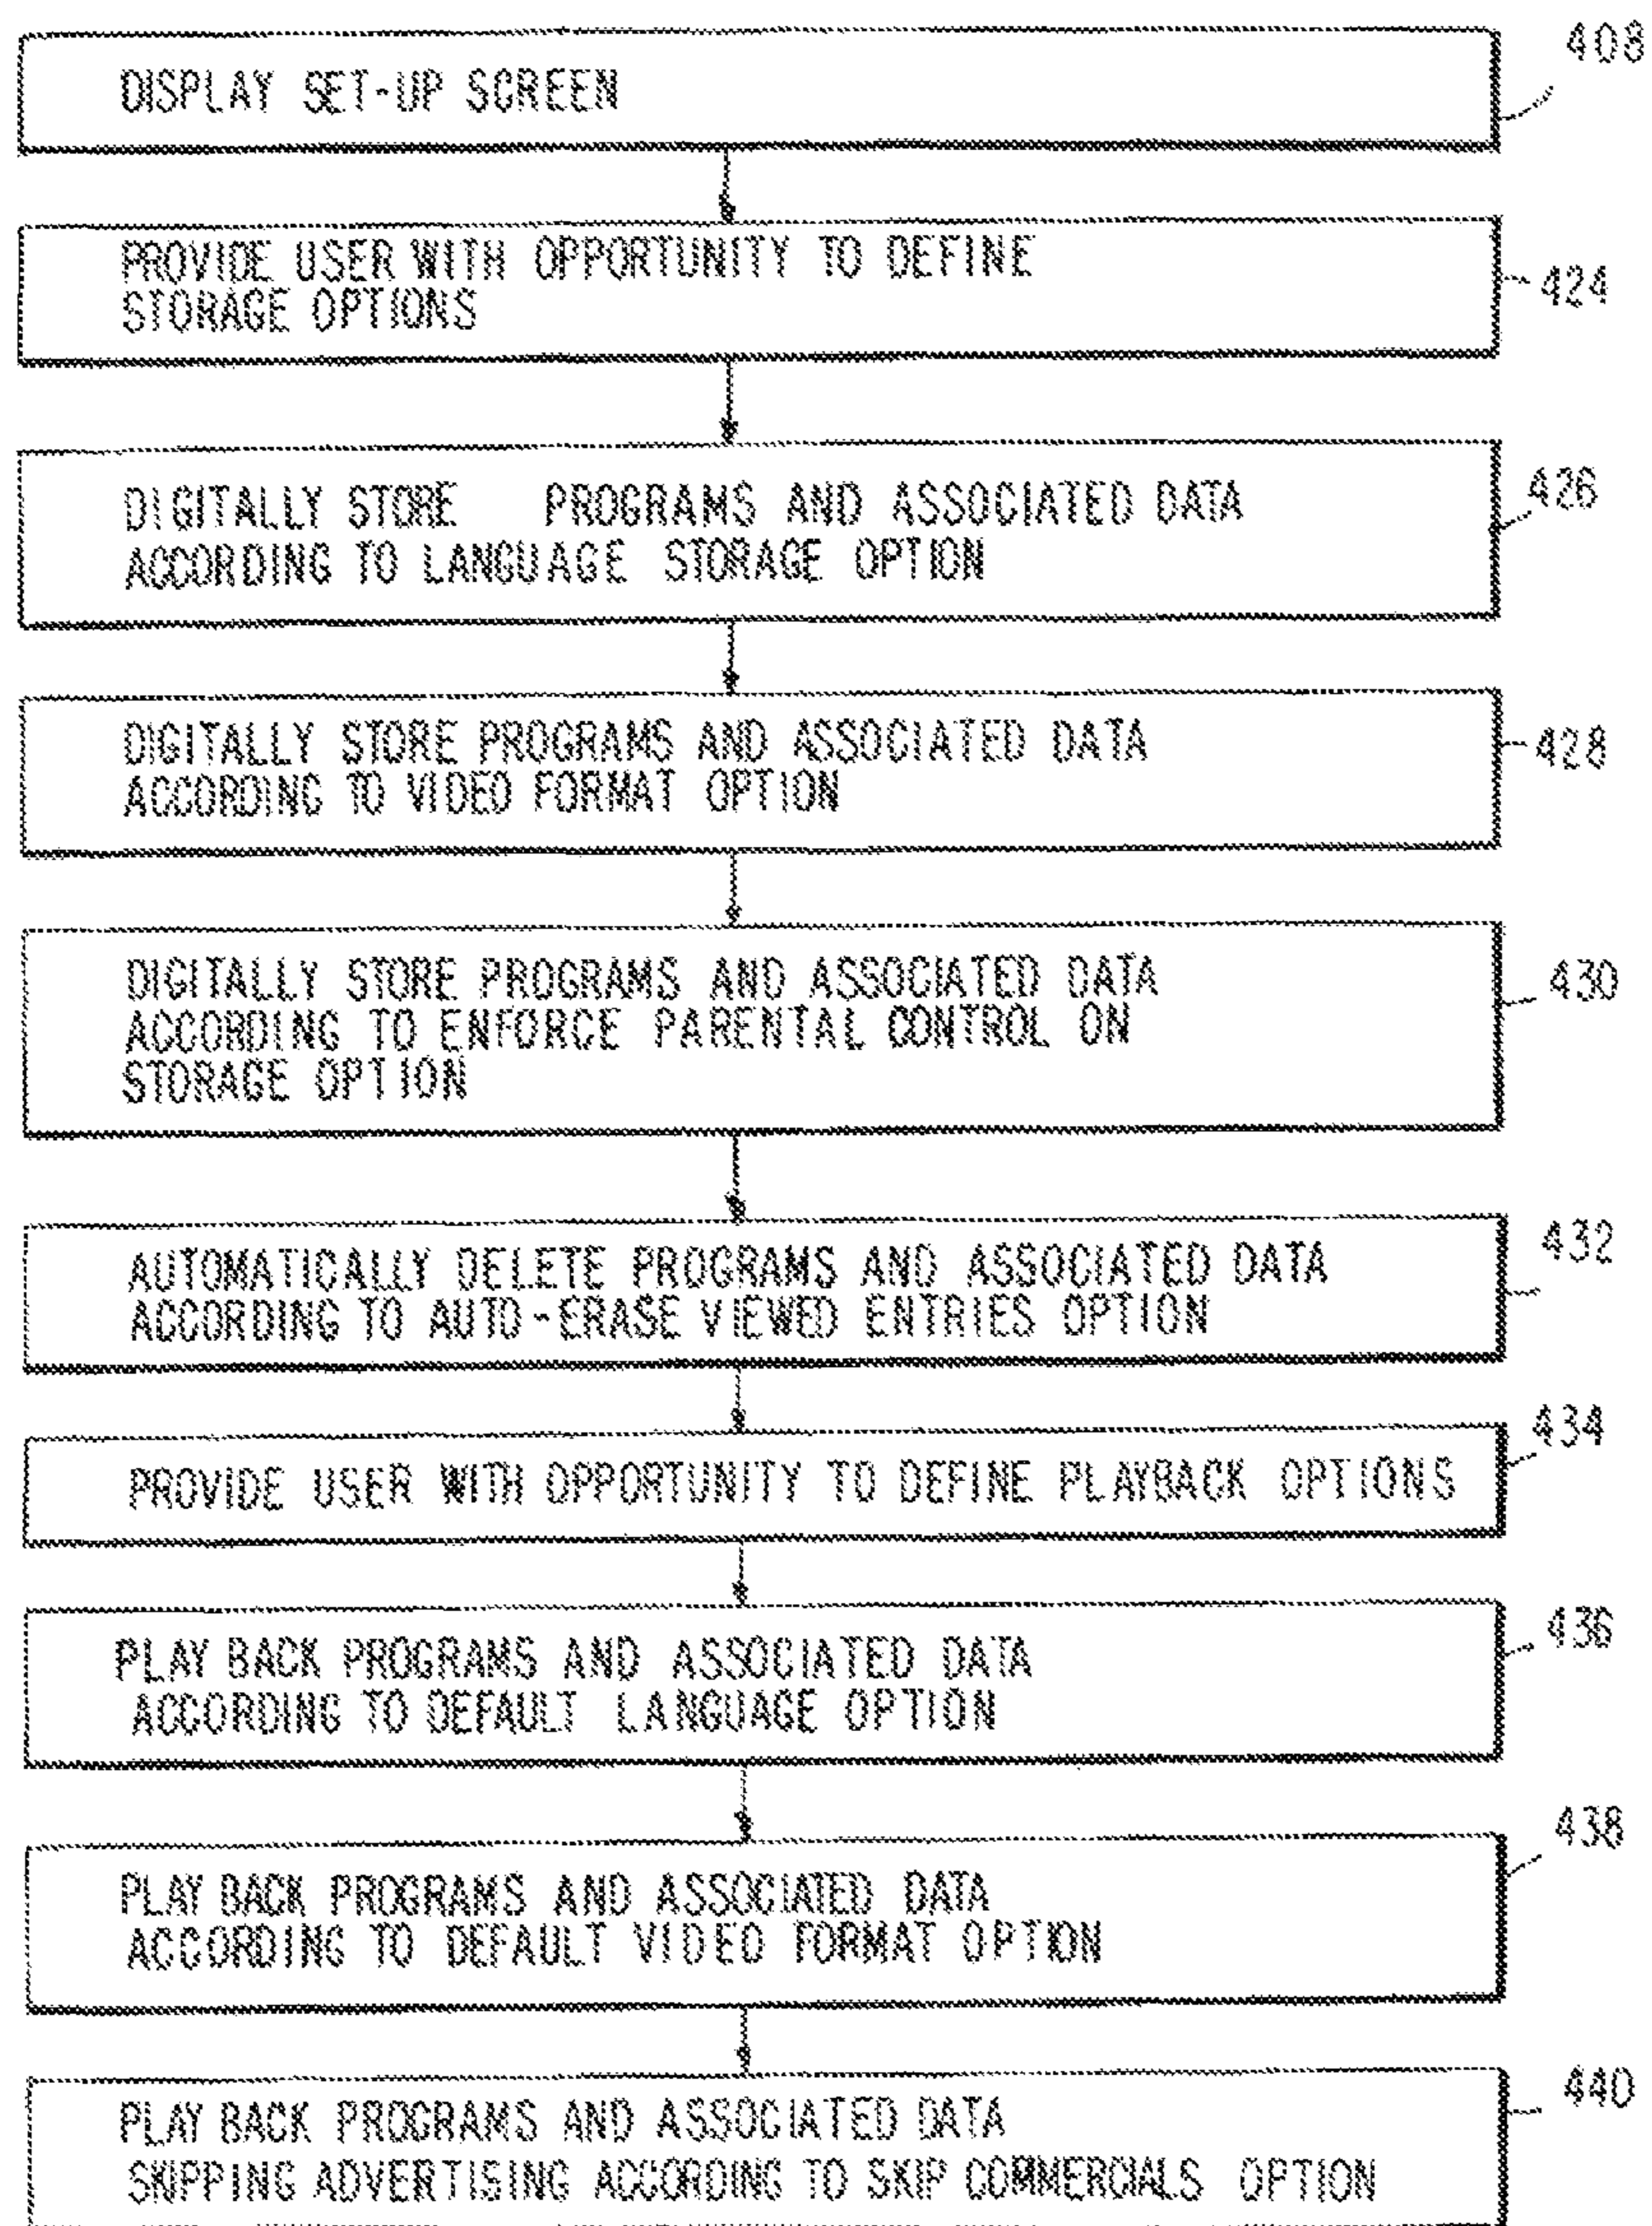 408
DISPLAY SET-UP SCREEN
PROVIDE USER WITH OPPORTUNITY TO DEFINE
STORAGE OPTIONS
424
DIGITALLY STORE PROGRAMS AND ASSOCIATED DATA
ACCORDING TO LANGUAGE STORAGE OPTION
426
DIGITALLY STORE PROGRAMS AND ASSOCIATED DATA
ACCORDING TO VIDEO FORMAT OPTION
428
DIGITALLY STORE PROGRAMS AND ASSOCIATED DATA
ACCORDING TO ENFORCE PARENTAL CONTROL ON
STORAGE OPTION
430
AUTOMATICALLY DELETE PROGRAMS AND ASSOCIATED DATA
ACCORDING TO AUTO-ERASE VIEWED ENTRIES OPTION
432
PROVIDE USER WITH OPPORTUNITY TO DEFINE PLAYBACK OPTIONS
434
PLAY BACK PROGRAMS AND ASSOCIATED DATA
ACCORDING TO DEFAULT LANGUAGE OPTION
436
PLAY BACK PROGRAMS AND ASSOCIATED DATA
ACCORDING TO DEFAULT VIDEO FORMAT OPTION
438
PLAY BACK PROGRAMS AND ASSOCIATED DATA
SKIPPING ADVERTISING ACCORDING TO SKIP COMMERCIALS OPTION
440